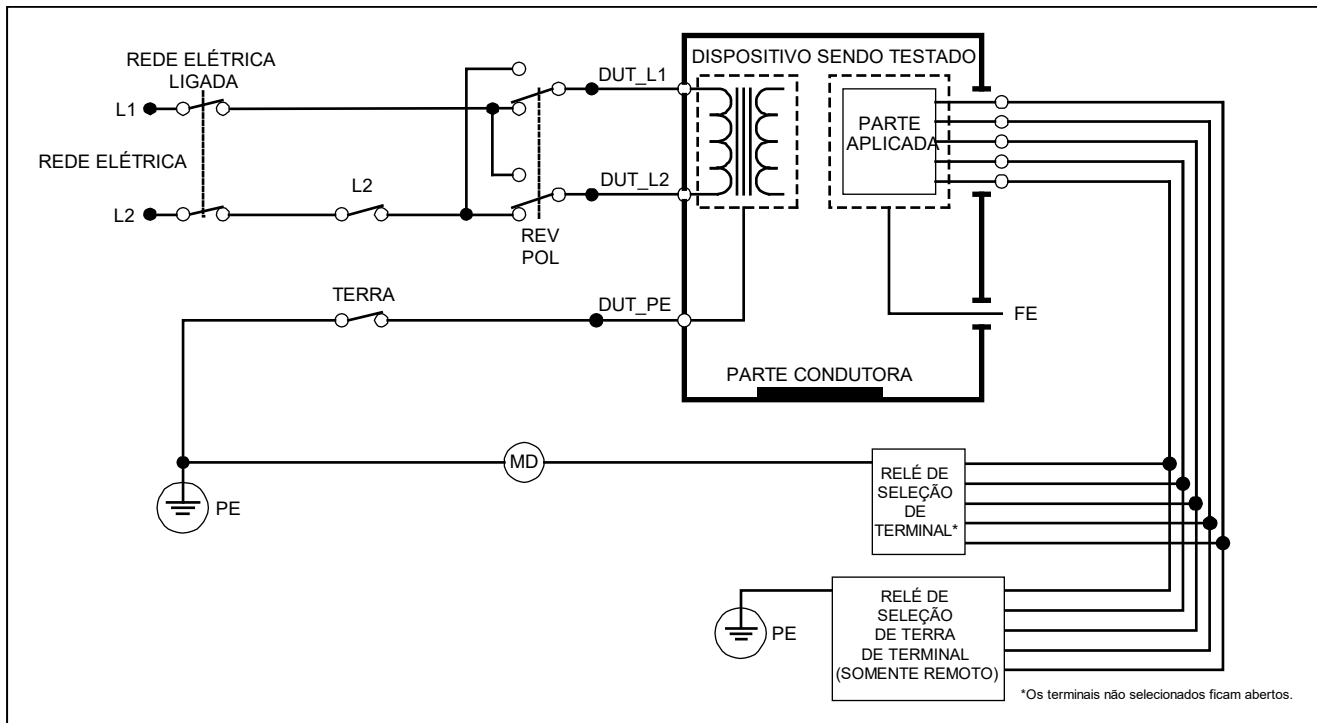 REDE ELÉTRICA
LIGADA
L1
REDE ELÉTRICA
L2
L2
REV
POL
DUT_L1
DUT_L2
DISPOSITIVO SENDO TESTADO
PARTE
APLICADA
TERRA
DUT_PE
FE
PARTE CONDUTORA
MD
PE
RELÉ DE
SELEÇÃO
DE
TERMINAL*
PE
RELÉ DE
SELEÇÃO
DE TERRA
DE TERMINAL
(SOMENTE REMOTO)
*Os terminais não selecionados ficam abertos.